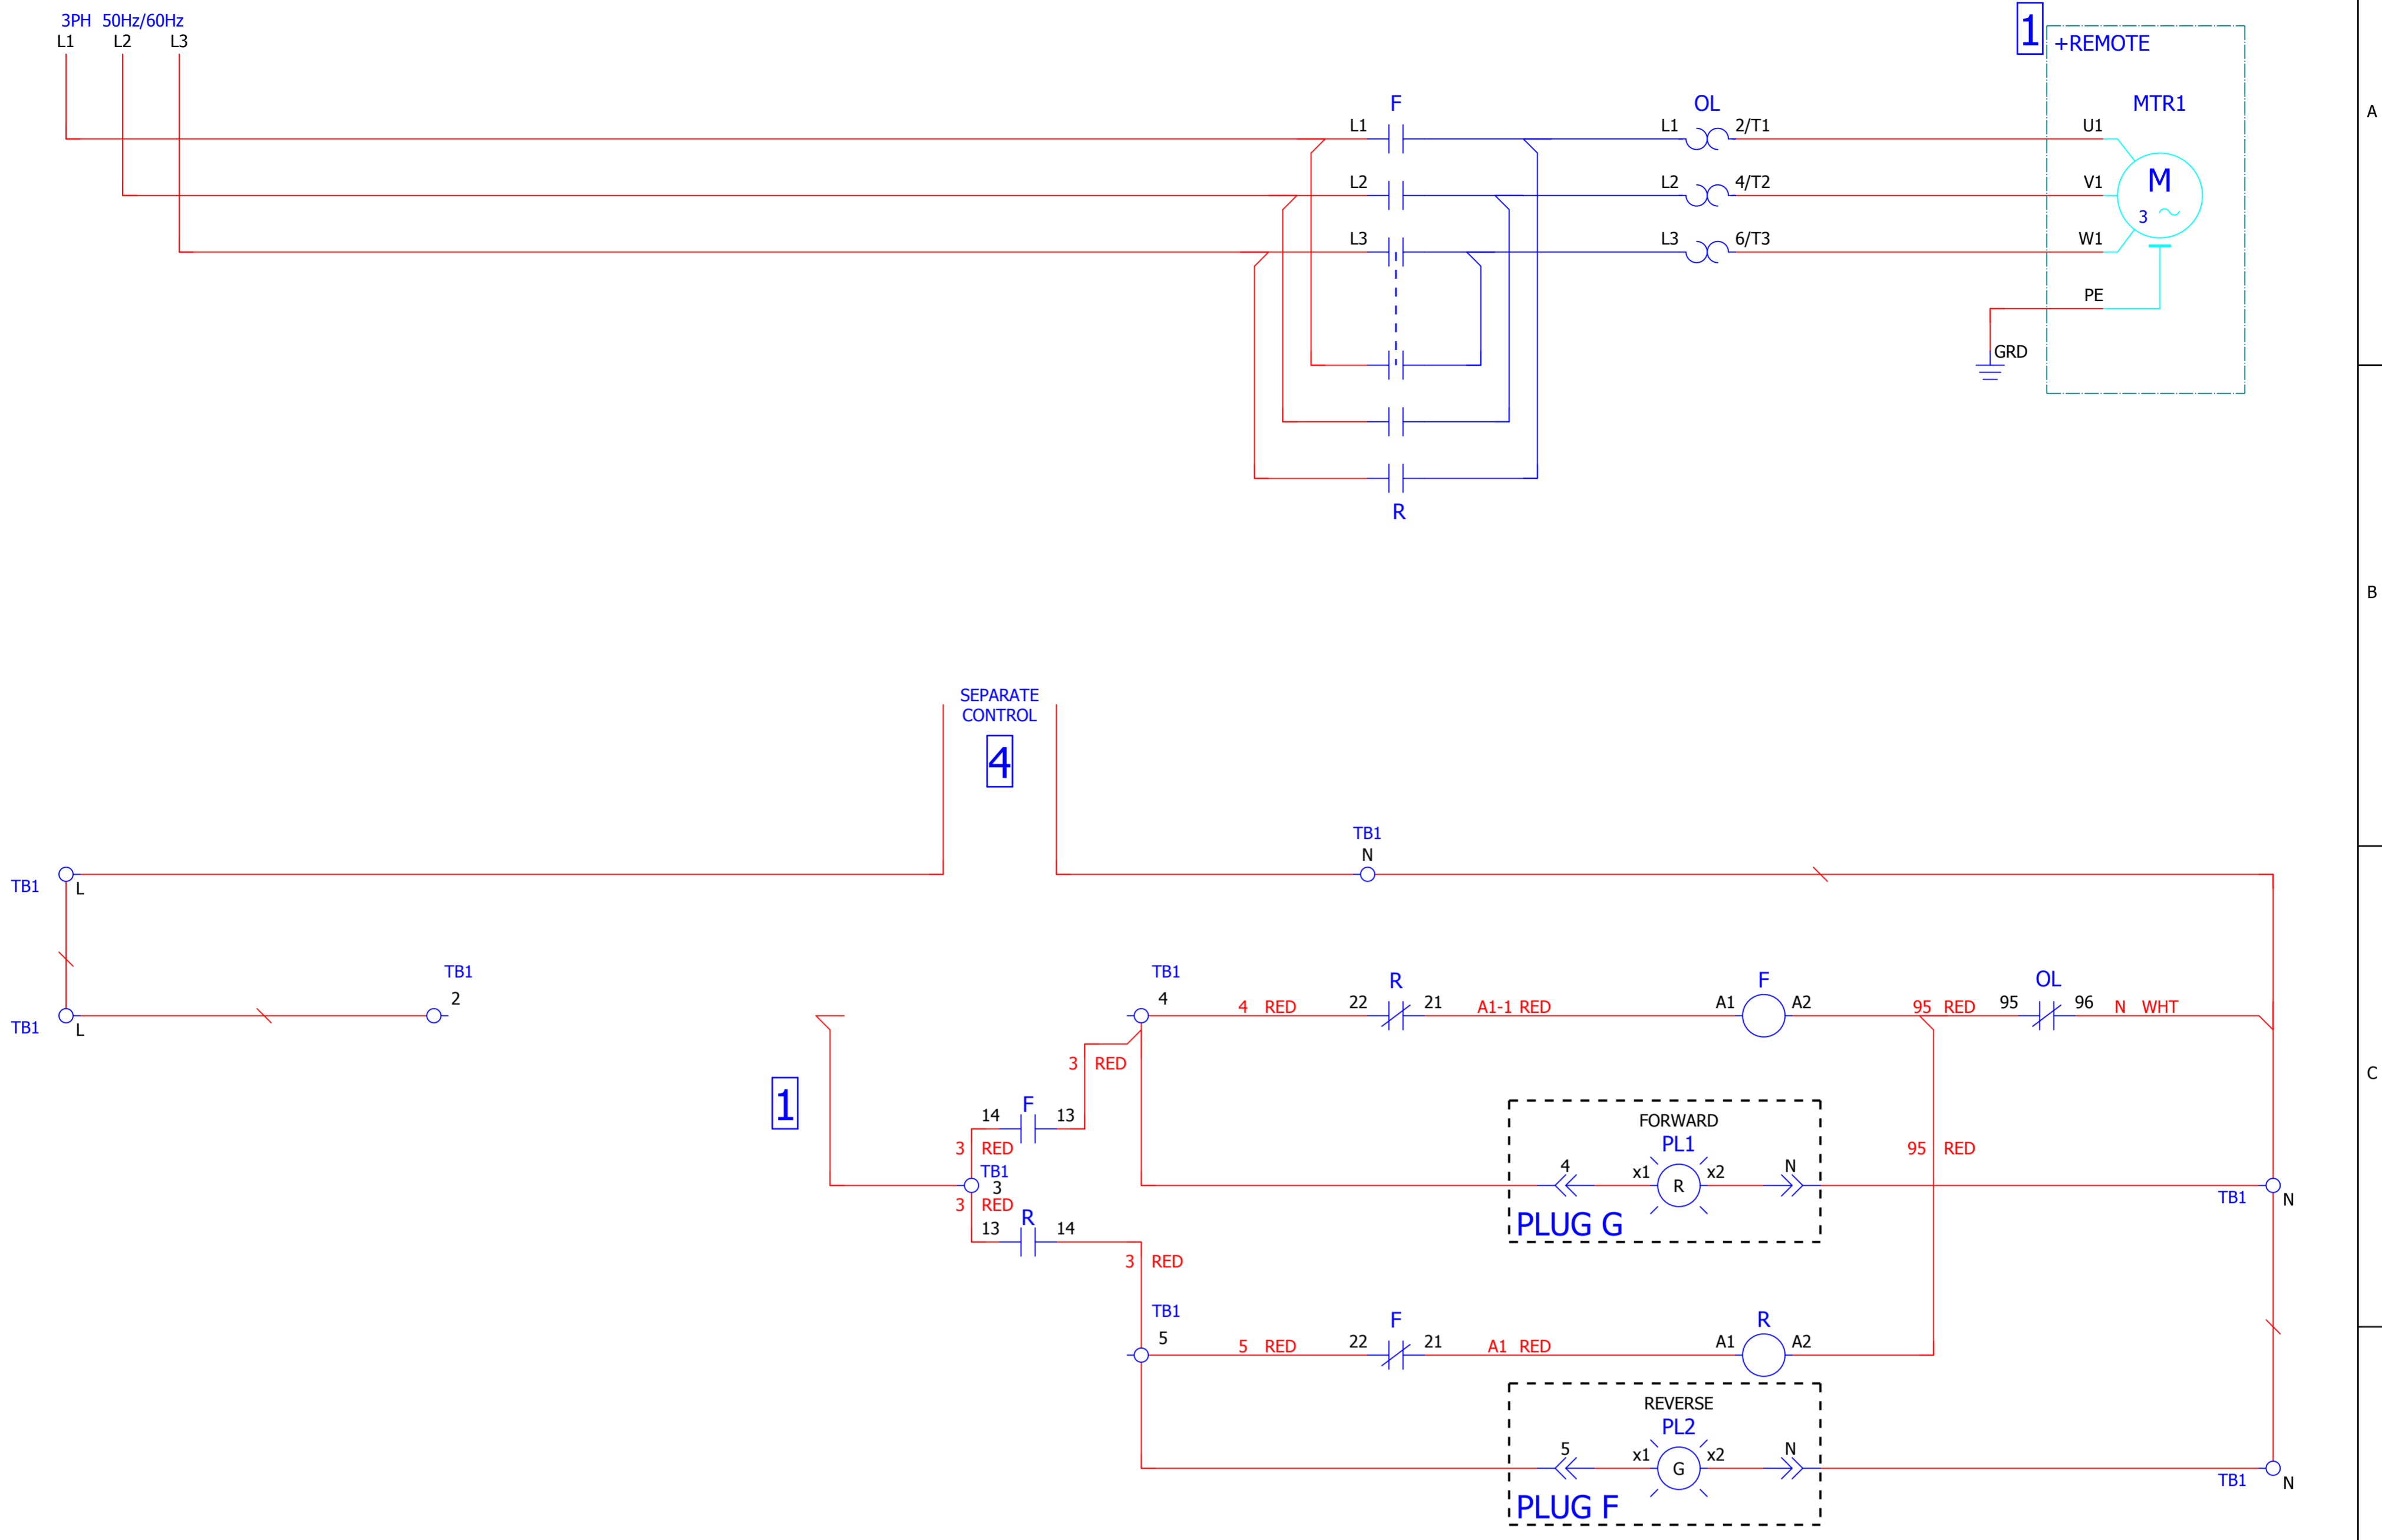 3PH 50Hz/60Hz
L1 L2 L3
1
+REMOTE
A
F OL MTR1
L1 L1 2/T1 U1
L2 L2 4/T2 V1
M
3
L3 L3 6/T3 W1
PE
GRD
R
B
SEPARATE
CONTROL
4
TB1
N
TB1 L
TB1
2
TB1 L
TB1
4
4 RED 22 R 21 A1-1 RED A1 F A2 95 RED 95 OL 96 N WHT
3 RED
C
1
14 F 13
3 RED
TB1
3
3 RED
13 R 14
3 RED
FORWARD
PL1
4 x1 R x2 N
PLUG G
95 RED
TB1 N
TB1
5
5 RED 22 F 21 A1 RED A1 R A2
REVERSE
PL2
5 x1 G x2 N
PLUG F
TB1 N